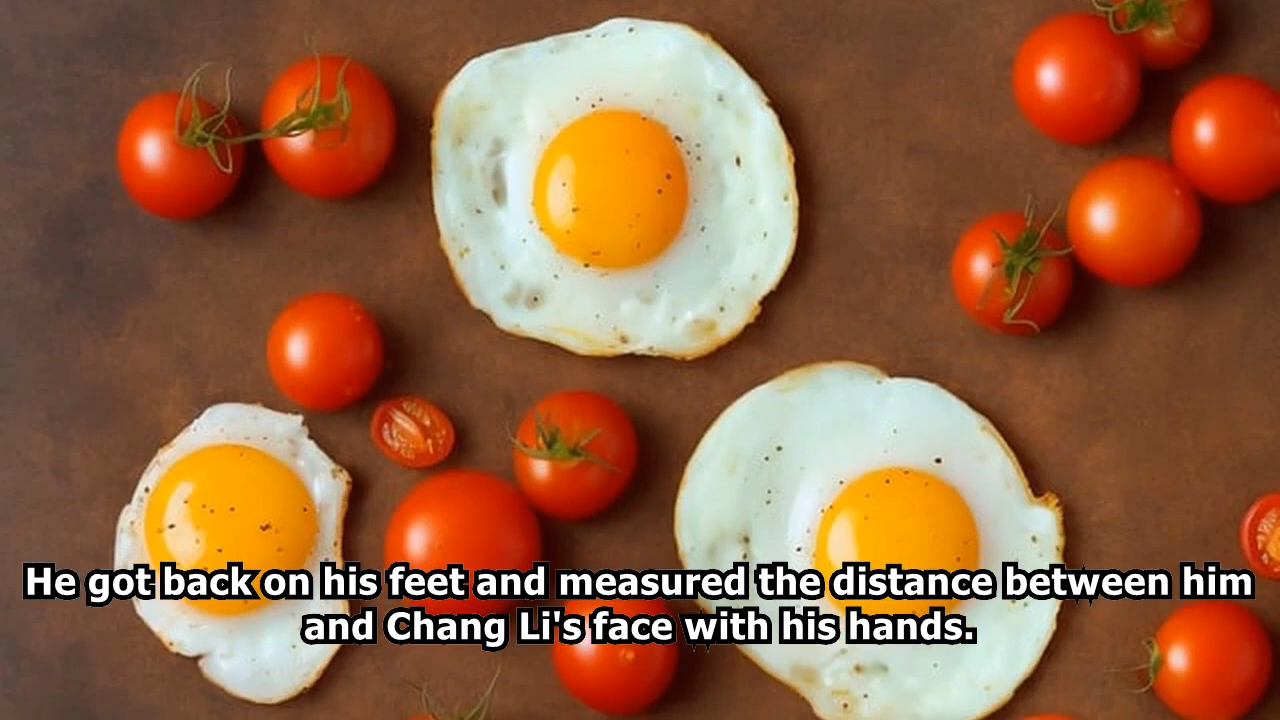 He got back on his feet and measured the distance between him
and Chang Li's face with his hands.